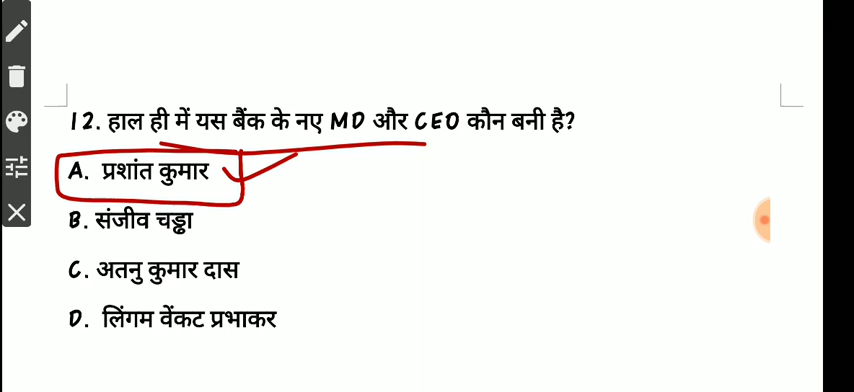 12. हाल ही में यस बैंक के नए MD और CEO कौन बनी है?
A. प्रशांत कुमार
B. संजीव चड्ढा
C. अतनु कुमार दास
D. लिंगम वेंकट प्रभाकर